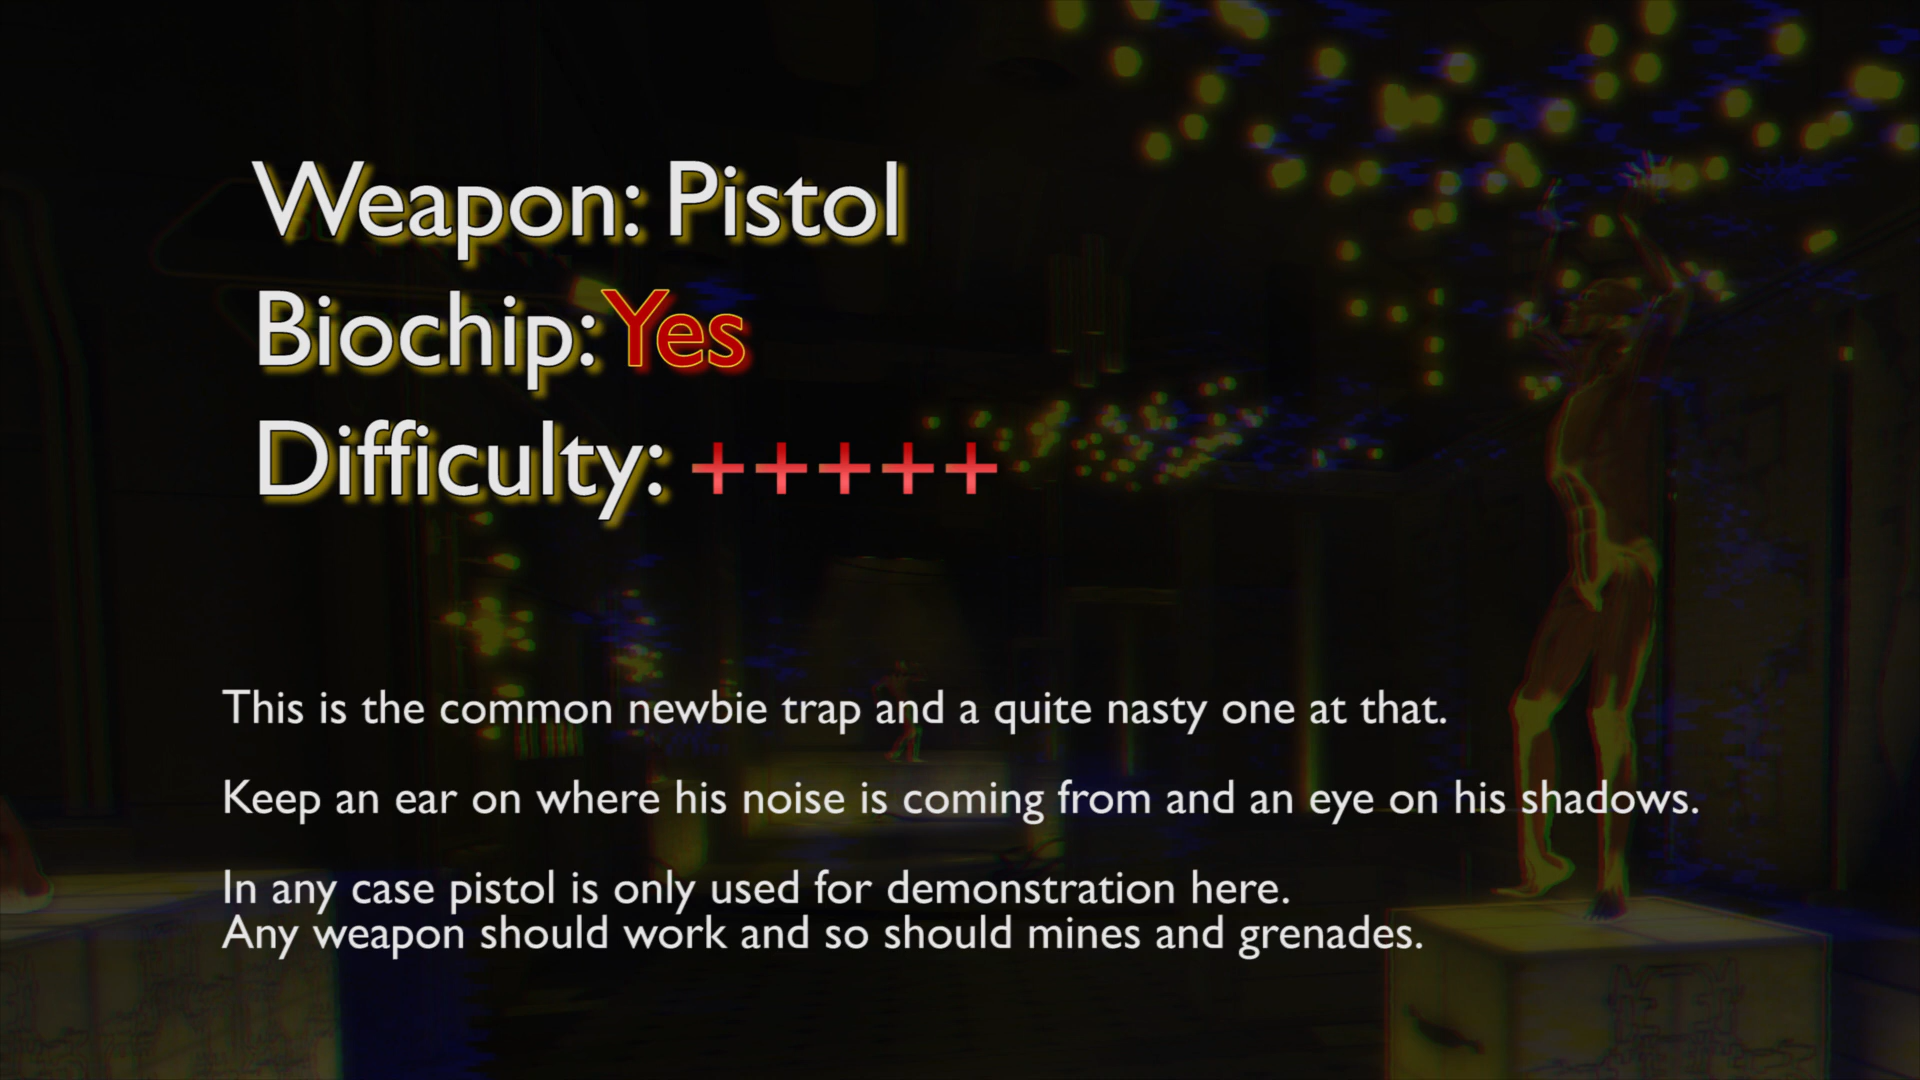 Weapon: Pistol
Biochip: Yes
Difficulty: +++++
This is the common newbie trap and a quite nasty one at that.
Keep an ear on where his noise is coming from and an eye on his shadows.
In any case pistol is only used for demonstration here.
Any weapon should work and so should mines and grenades.